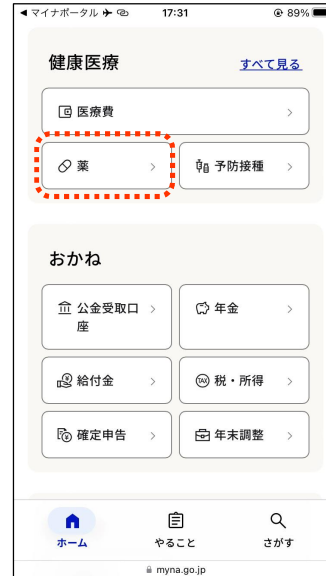 ◀ マイナポータル 17:31 89%
健康医療 すべて見る
医療費
薬 予防接種
おかね
公金受取口座 年金
給付金 税・所得
確定申告 年末調整
ホーム やること さがす
myna.go.jp